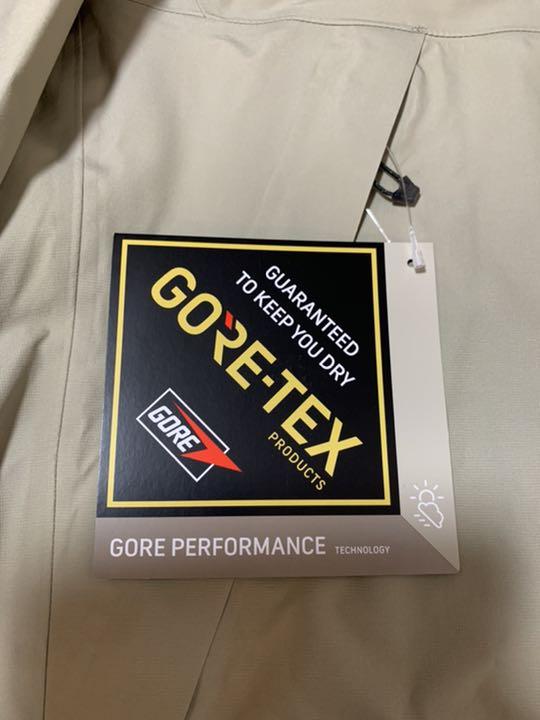 GUARANTEED
TO KEEP YOU DRY
GORE-TEX
PRODUCTS
GORE
GORE PERFORMANCE TECHNOLOGY